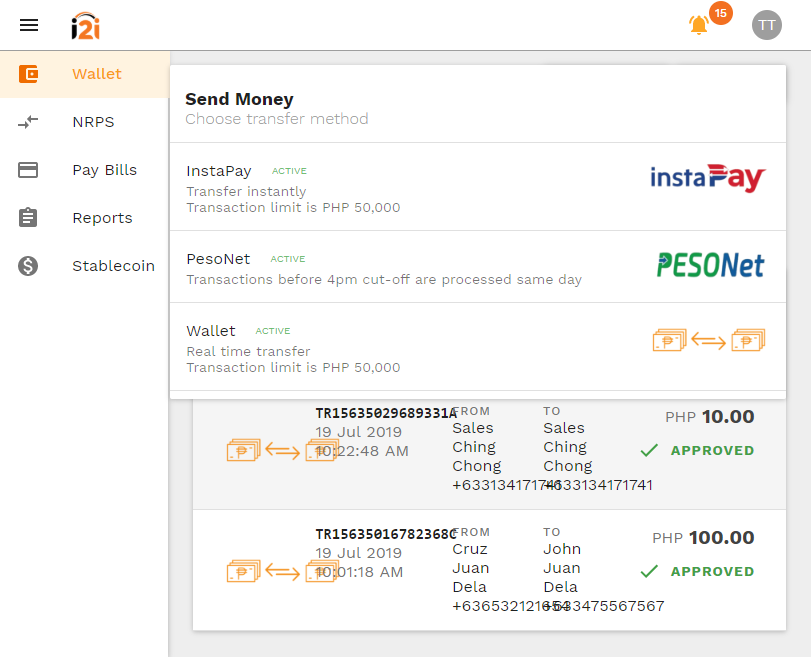 i2i
15
TT
Wallet
NRPS
Pay Bills
Reports
Stablecoin
Send Money
Choose transfer method
InstaPay ACTIVE
Transfer instantly
Transaction limit is PHP 50,000
instaPay
PesoNet ACTIVE
Transactions before 4pm cut-off are processed same day
PESONet
Wallet ACTIVE
Real time transfer
Transaction limit is PHP 50,000
TR15635029689331A
19 Jul 2019
10:22:48 AM
FROM
Sales
Ching
Chong
TO
Sales
Ching
Chong
+633134171741
PHP 10.00
APPROVED
TR15635016782368C
19 Jul 2019
10:01:18 AM
FROM
Cruz
Juan
Dela
TO
John
Juan
Dela
+633475567567
PHP 100.00
APPROVED